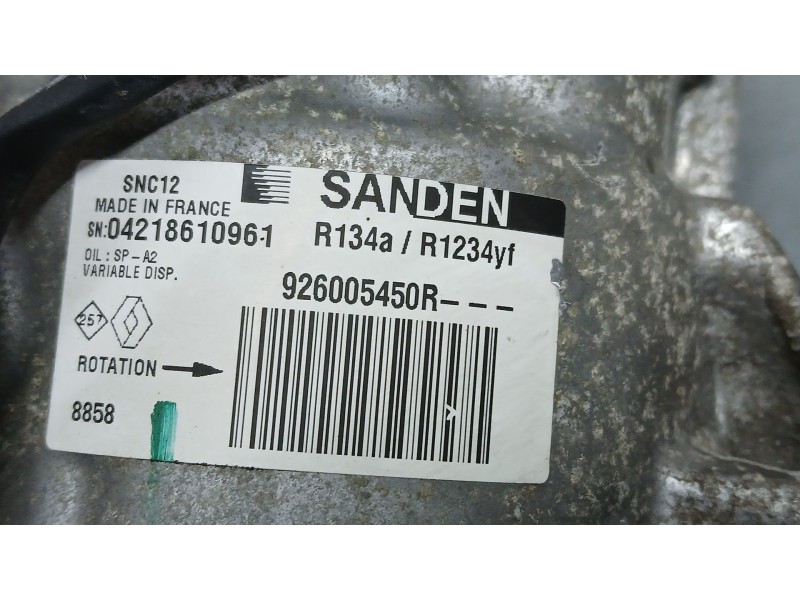 SNC12
MADE IN FRANCE
SN:04218610961
OIL : SP-A2
VARIABLE DISP.
SANDEN
R134a / R1234yf
926005450R---
257
ROTATION
8858